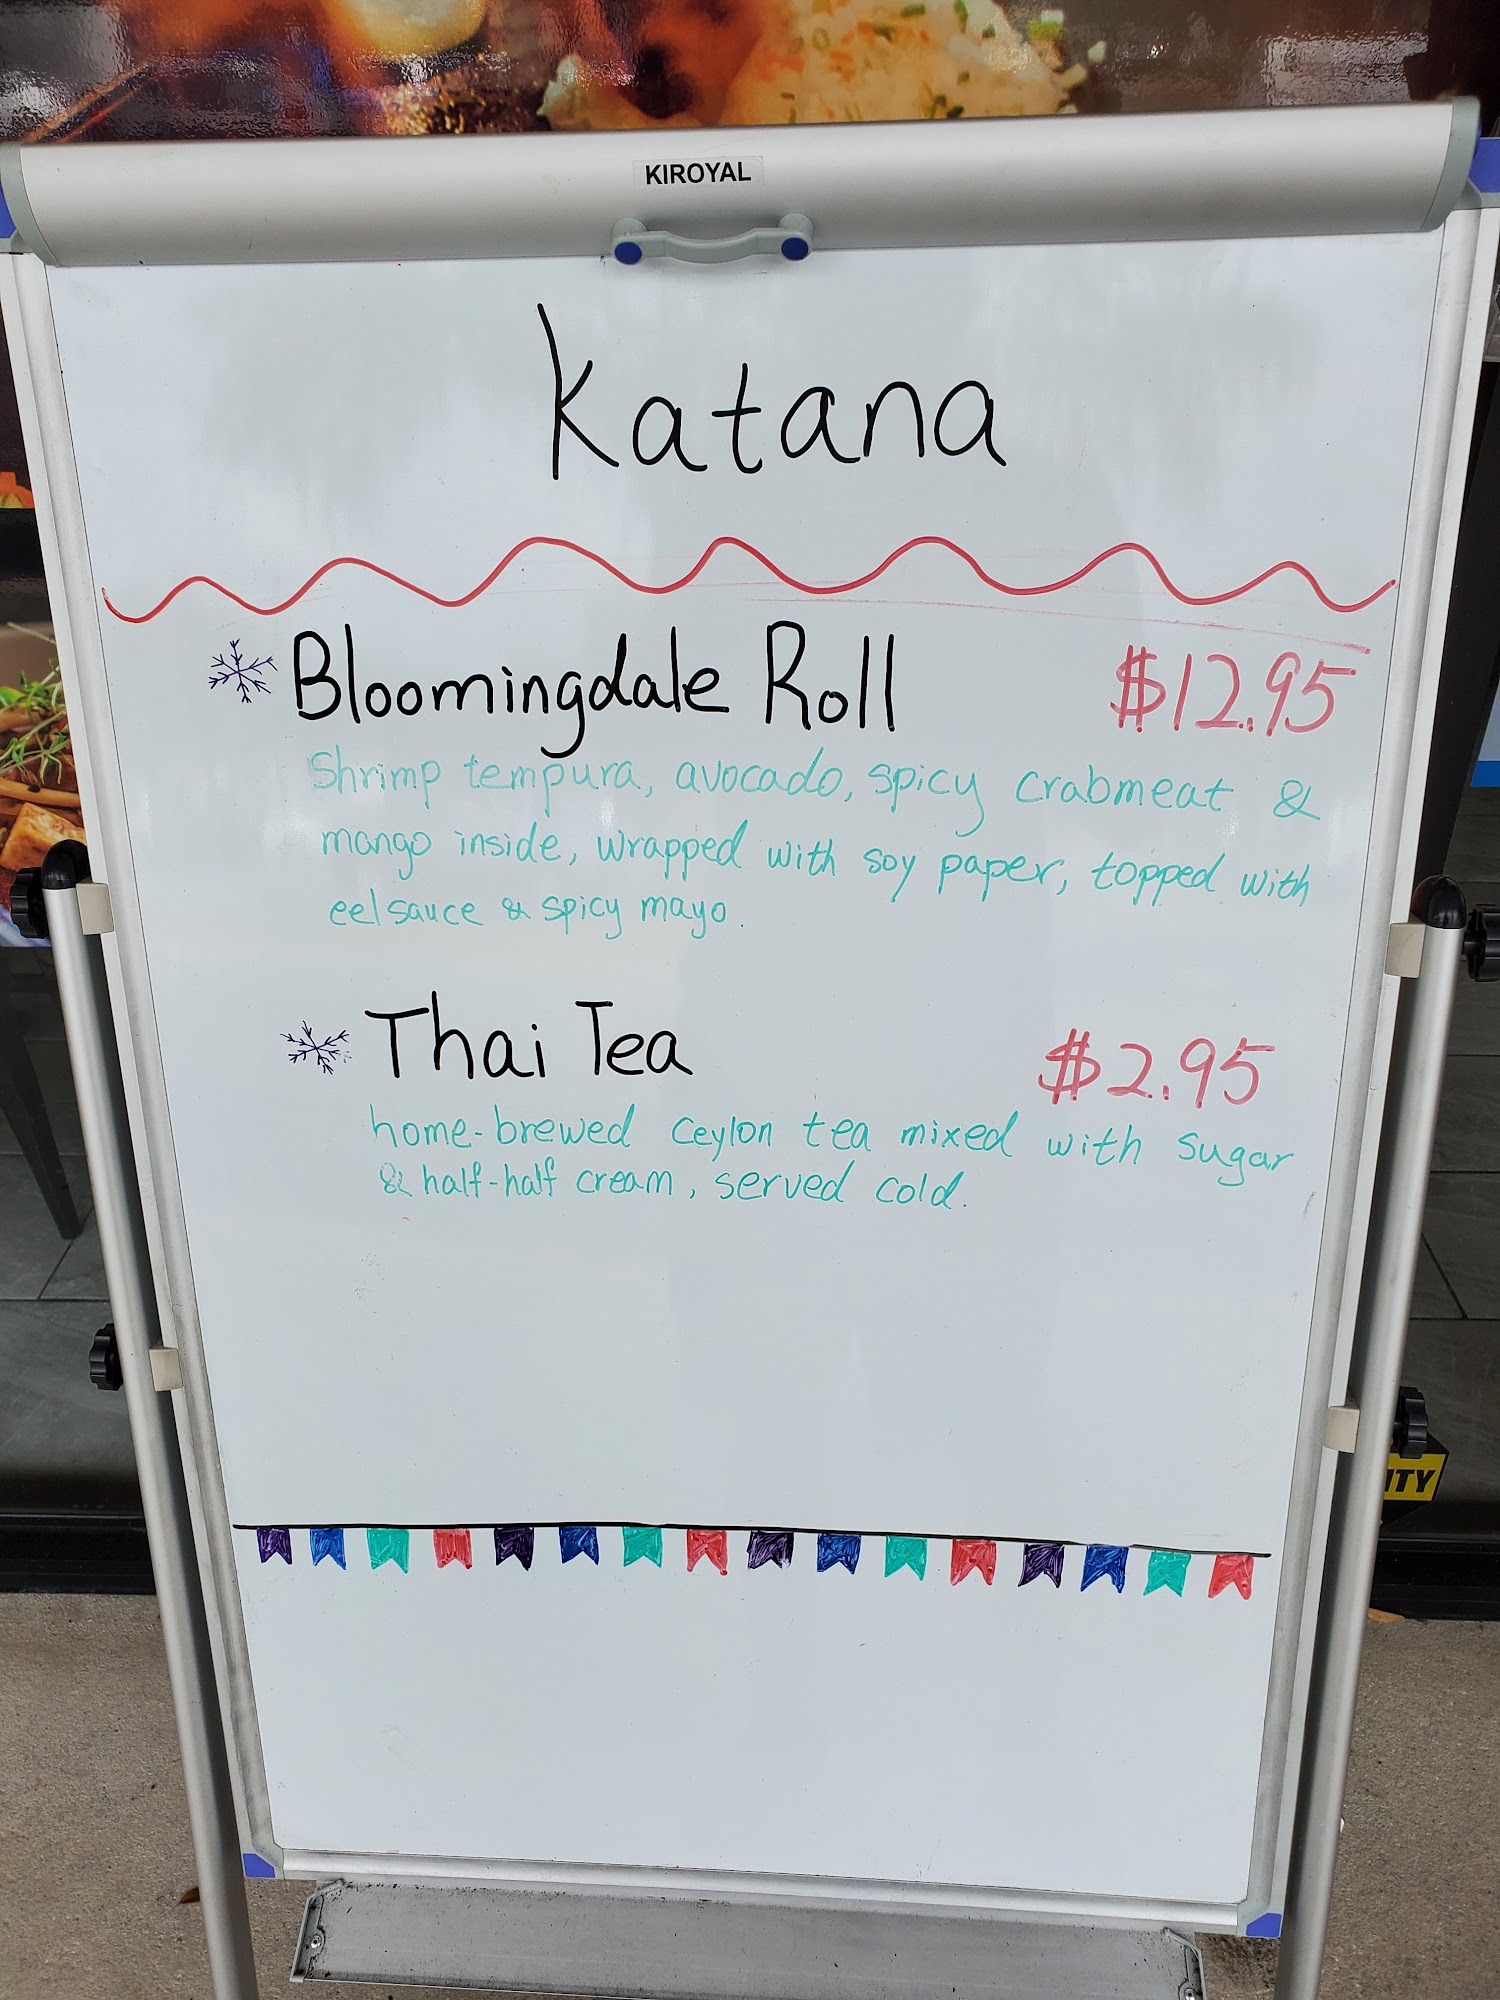 KIROYAL
Katana
Bloomingdale Roll $12.95
Shrimp tempura, avocado, spicy crabmeat &
mango inside, wrapped with soy paper, topped with
eel sauce & spicy mayo.
Thai Tea $2.95
home-brewed Ceylon tea mixed with sugar
& half-half cream, served cold.
ITY